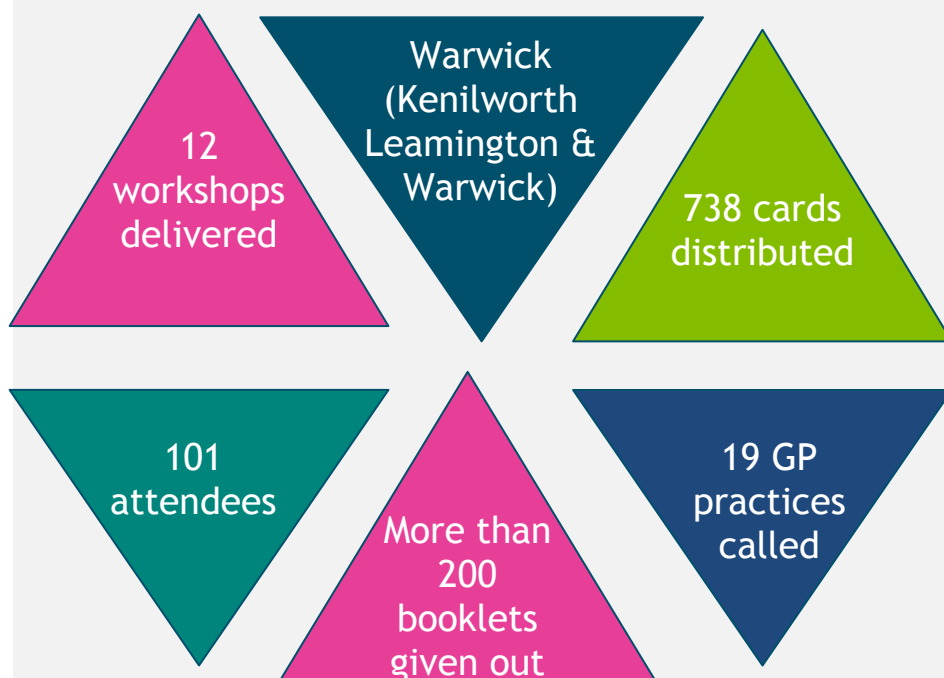 12
workshops
delivered
Warwick
(Kenilworth
Leamington &
Warwick)
738 cards
distributed
101
attendees
More than
200
booklets
given out
19 GP
practices
called